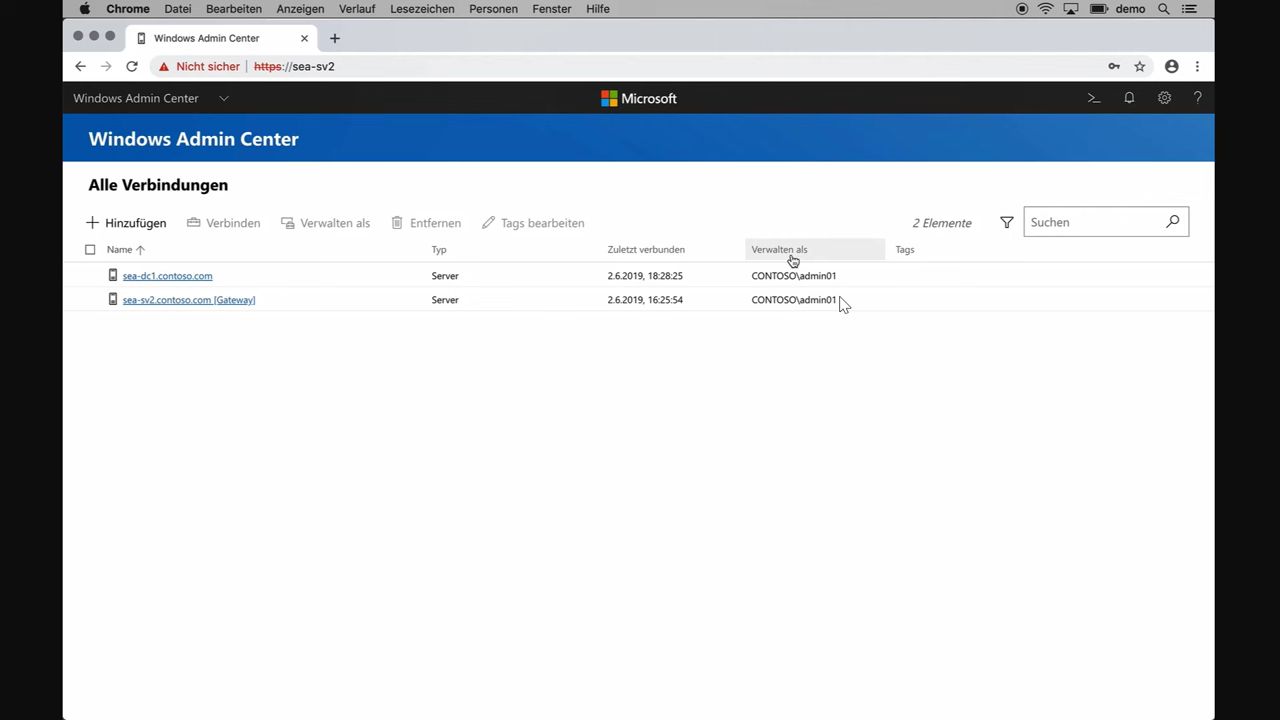 Chrome Datei Bearbeiten Anzeigen Verlauf Lesezeichen Personen Fenster Hilfe demo
Windows Admin Center
Nicht sicher https://sea-sv2
Windows Admin Center Microsoft >_ ?
Windows Admin Center
Alle Verbindungen
Hinzufügen Verbinden Verwalten als Entfernen Tags bearbeiten 2 Elemente Suchen
Name Typ Zuletzt verbunden Verwalten als Tags
sea-dc1.contoso.com Server 2.6.2019, 18:28:25 CONTOSO\admin01
sea-sv2.contoso.com [Gateway] Server 2.6.2019, 16:25:54 CONTOSO\admin01